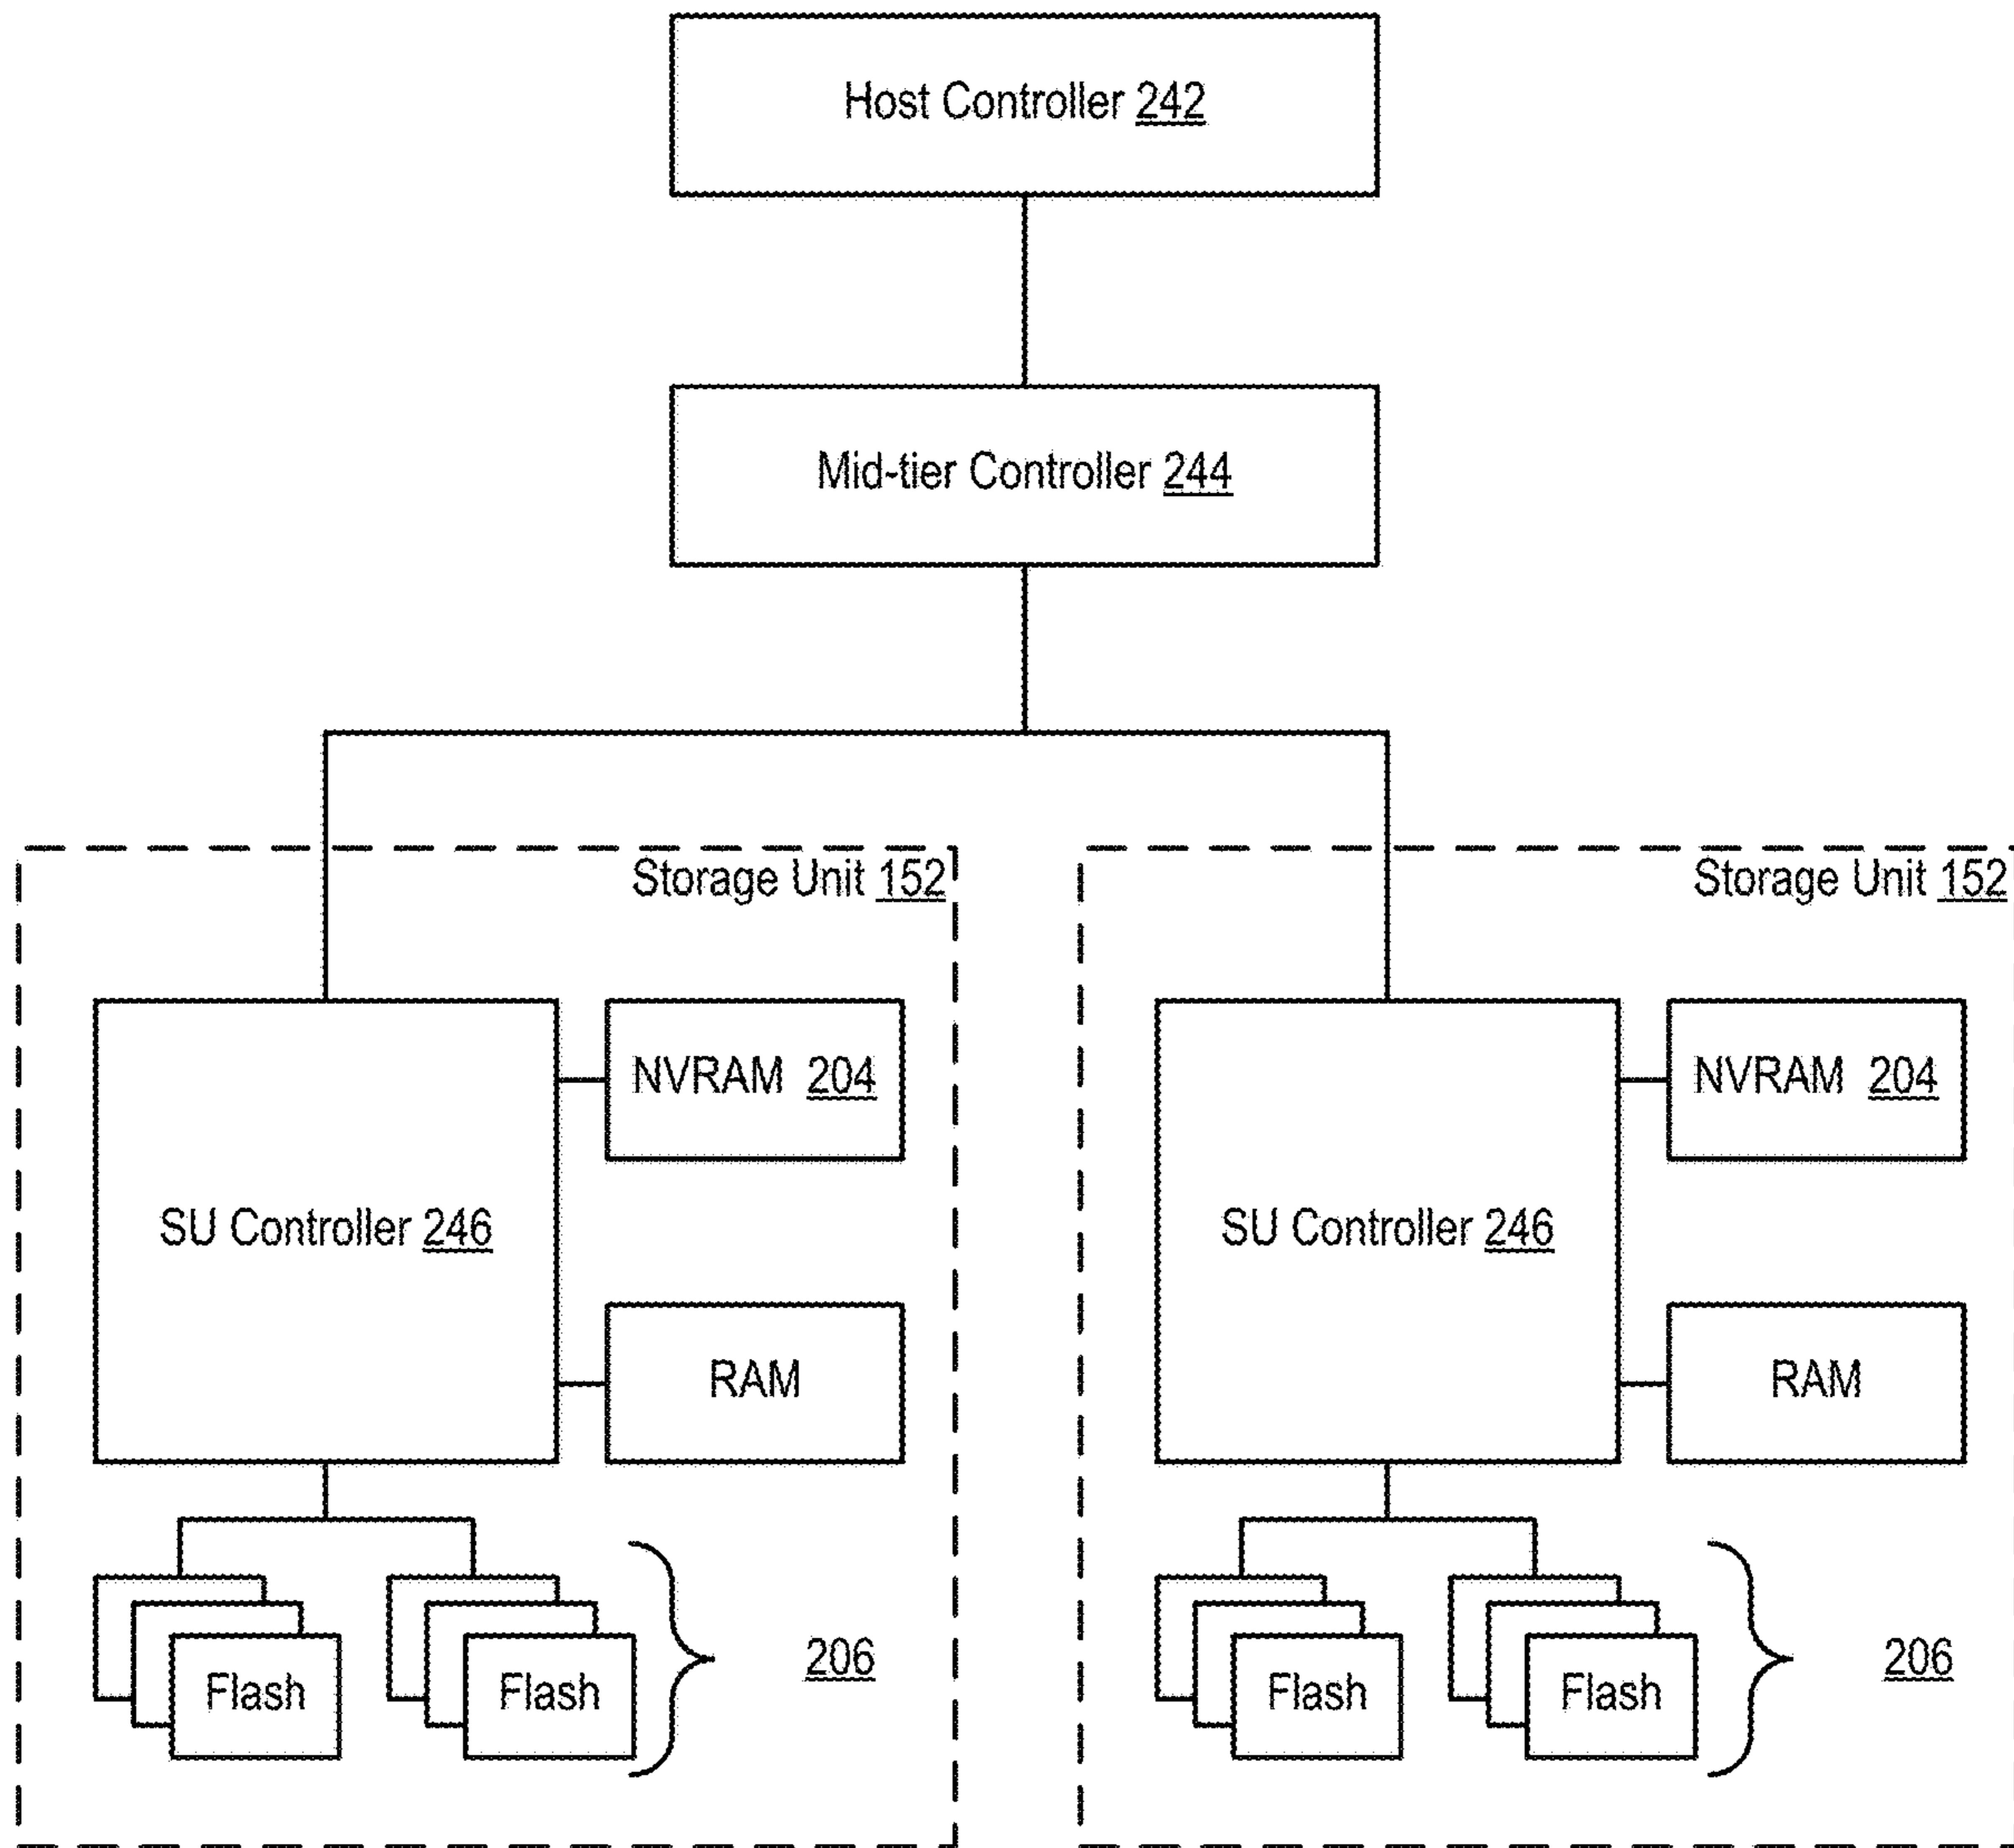 Host Controller 242
Mid-tier Controller 244
Storage Unit 152
Storage Unit 152
NVRAM 204
NVRAM 204
SU Controller 246
SU Controller 246
RAM
RAM
Flash
Flash
206
Flash
Flash
206